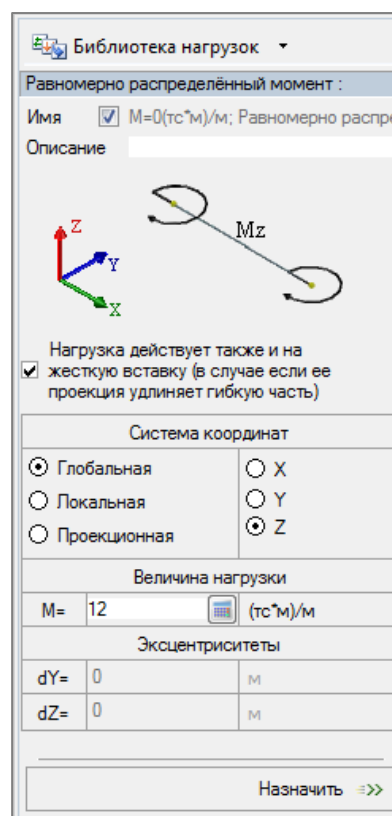 Библиотека нагрузок
Равномерно распределённый момент :
Имя M=0(тс*м)/м; Равномерно распре
Описание
Z
Mz
Y
X
Нагрузка действует также и на
жесткую вставку (в случае если ее
проекция удлиняет гибкую часть)
Система координат
Глобальная X
Локальная Y
Проекционная Z
Величина нагрузки
M= 12 (тс*м)/м
Эксцентриситеты
dY= 0 м
dZ= 0 м
Назначить